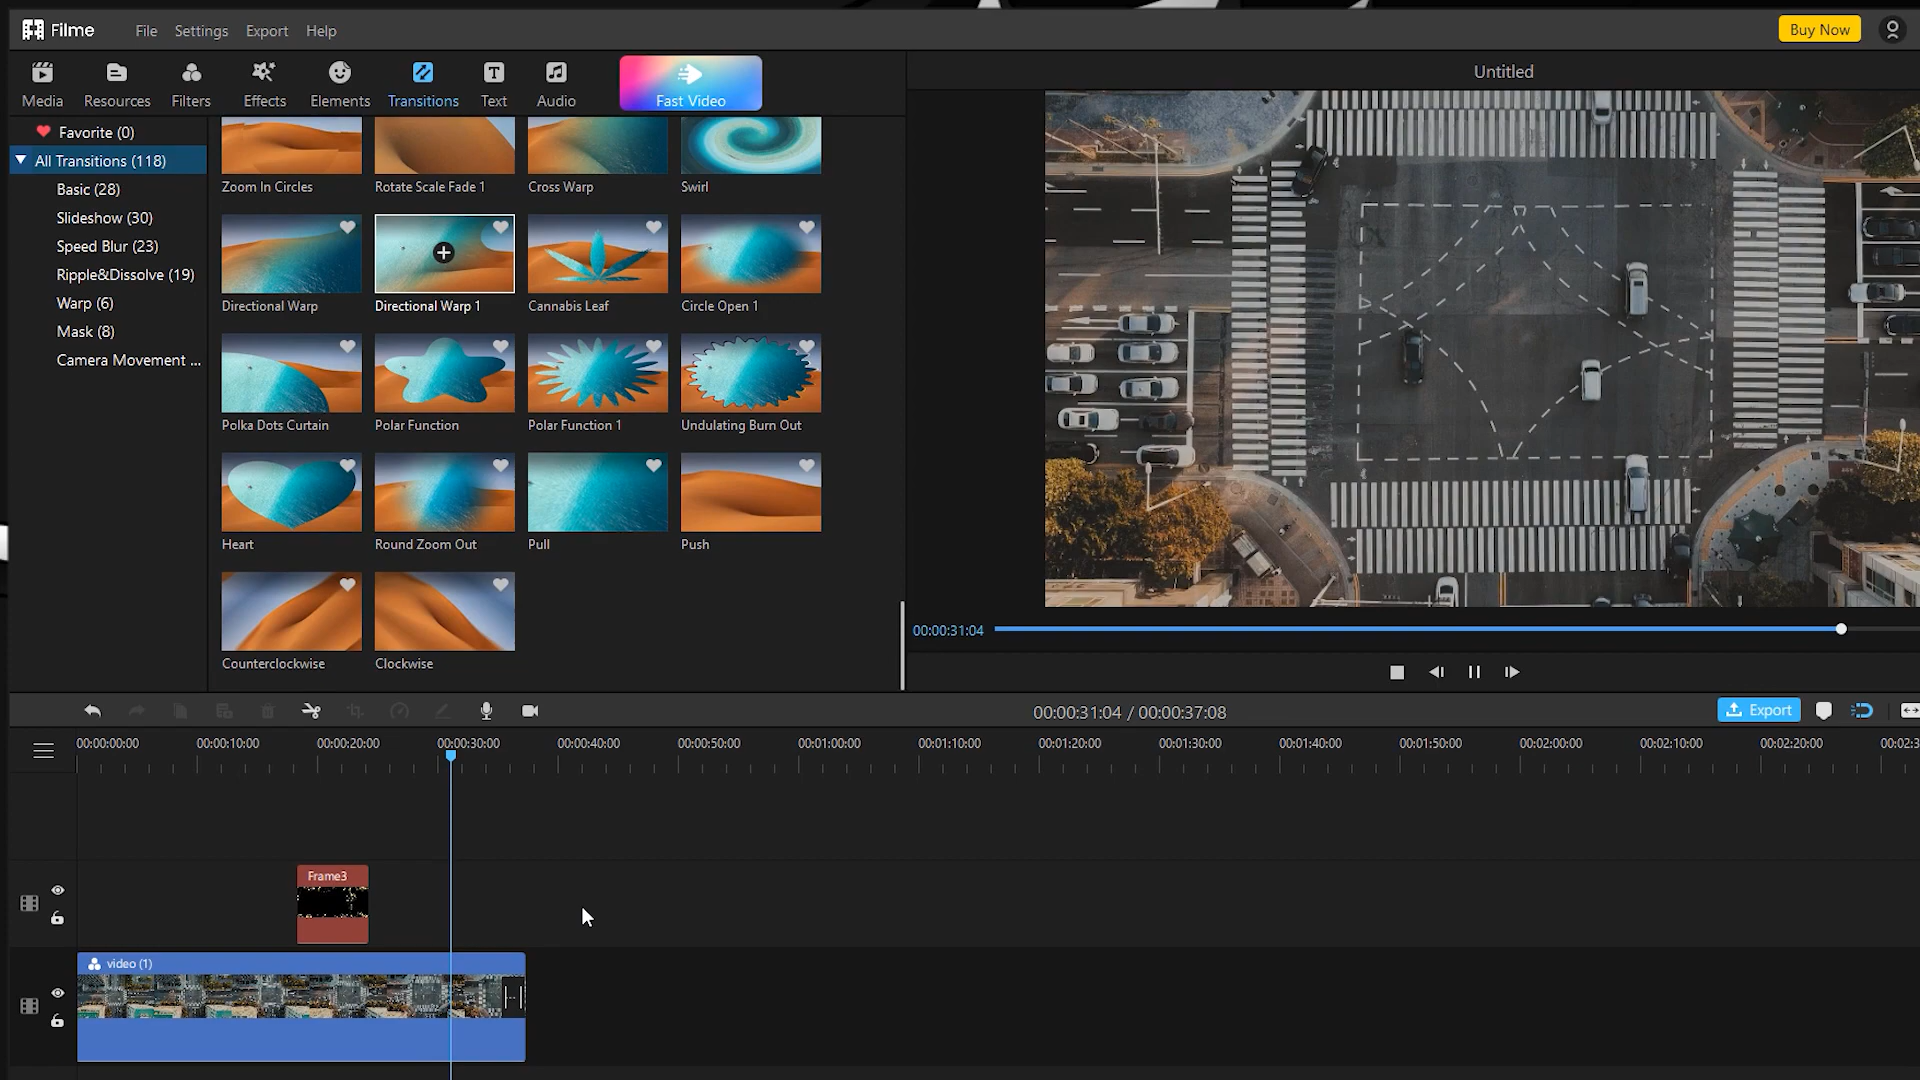 Filme
File Settings Export Help
Buy Now
Media Resources Filters Effects Elements Transitions Text Audio Fast Video
Untitled
Favorite (0)
All Transitions (118)
Basic (28)
Slideshow (30)
Speed Blur (23)
Ripple&Dissolve (19)
Warp (6)
Mask (8)
Camera Movement ...
Zoom In Circles Rotate Scale Fade 1 Cross Warp Swirl
Directional Warp Directional Warp 1 Cannabis Leaf Circle Open 1
Polka Dots Curtain Polar Function Polar Function 1 Undulating Burn Out
Heart Round Zoom Out Pull Push
Counterclockwise Clockwise
00:00:31:04
00:00:31:04 / 00:00:37:08
Export
00:00:00:00 00:00:10:00 00:00:20:00 00:00:30:00 00:00:40:00 00:00:50:00 00:01:00:00 00:01:10:00 00:01:20:00 00:01:30:00 00:01:40:00 00:01:50:00 00:02:00:00 00:02:10:00 00:02:20:00 00:02:3
Frame3
video (1)